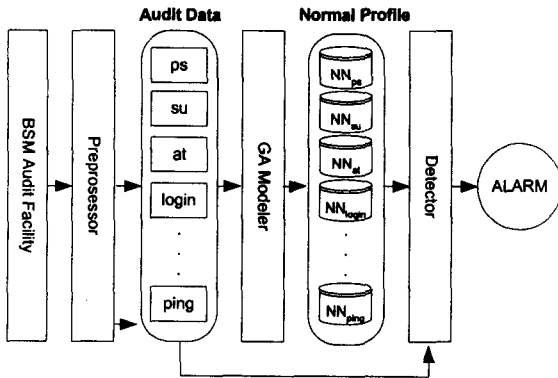 Audit Data
Normal Profile
BSM Audit Facility
Preprosessor
ps
su
at
login
ping
GA Modeler
NNps
NNsu
NNat
NNlogin
NNping
Detector
ALARM